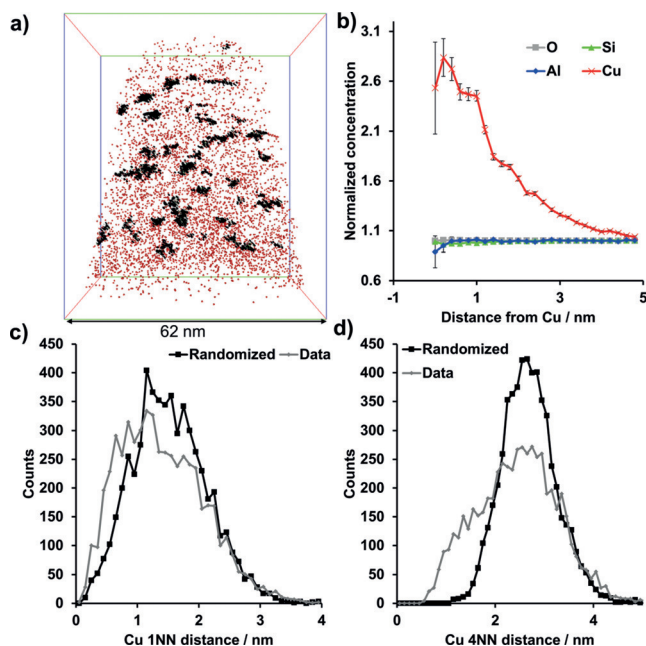 a)
62 nm
b)
O
Si
Al
Cu
3.1
2.6
2.1
1.6
1.1
0.6
Normalized concentration
-1
1
3
5
Distance from Cu / nm
c)
Randomized
Data
450
400
350
300
250
200
150
100
50
0
Counts
0
1
2
3
4
Cu 1NN distance / nm
d)
Randomized
Data
450
400
350
300
250
200
150
100
50
0
Counts
0
2
4
Cu 4NN distance / nm